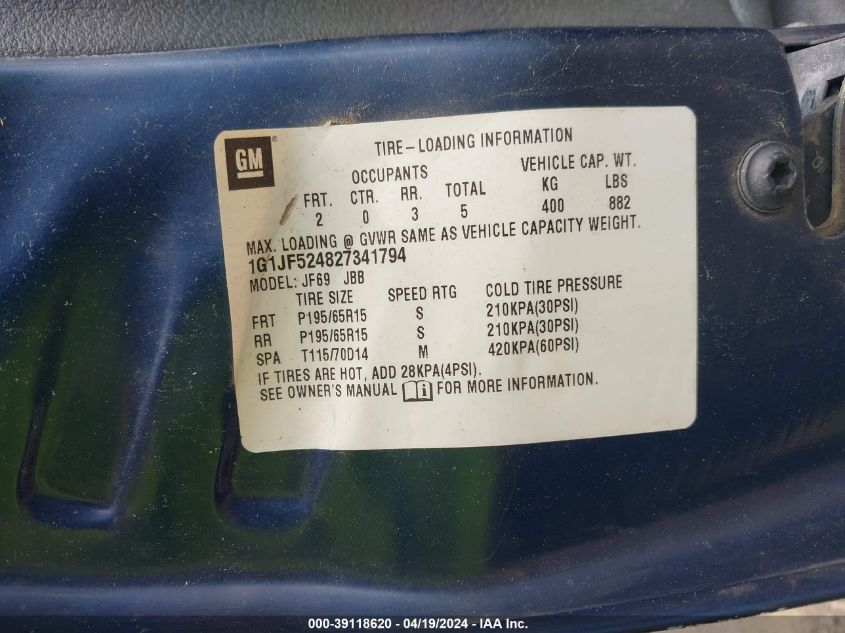 GM ®
TIRE-LOADING INFORMATION
OCCUPANTS VEHICLE CAP. WT.
FRT. CTR. RR. TOTAL KG LBS
2 0 3 5 400 882
MAX. LOADING @ GVWR SAME AS VEHICLE CAPACITY WEIGHT.
1G1JF524827341794
MODEL: JF69 JBB
TIRE SIZE SPEED RTG COLD TIRE PRESSURE
FRT P195/65R15 S 210KPA(30PSI)
RR P195/65R15 S 210KPA(30PSI)
SPA T115/70D14 M 420KPA(60PSI)
IF TIRES ARE HOT, ADD 28KPA(4PSI).
SEE OWNER'S MANUAL i FOR MORE INFORMATION.
000-39118620 - 04/19/2024 - IAA Inc.